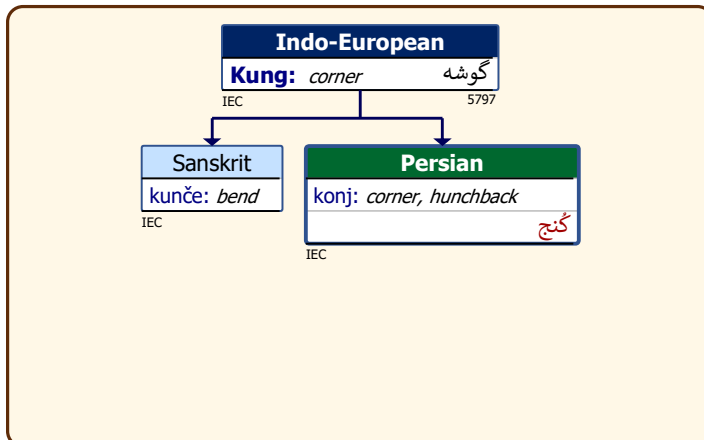 Indo-European
Kung: corner گوشه
IEC 5797
Sanskrit
kunče: bend
IEC
Persian
konj: corner, hunchback
کُنج
IEC